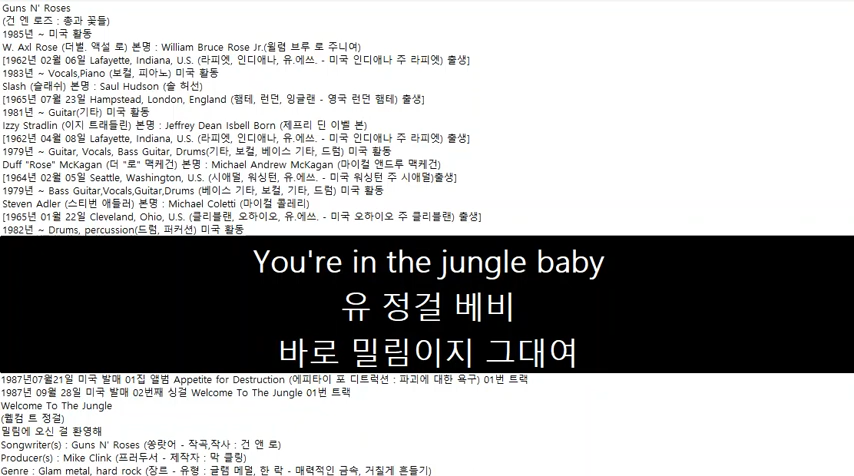 Guns N' Roses
(건 엔 로즈 : 총과 꽃들)
1985년 ~ 미국 활동
W. Axl Rose (더블. 액설 로) 본명 : William Bruce Rose Jr.(윌럼 브루 로 주니여)
[1962년 02월 06일 Lafayette, Indiana, U.S. (라피엣, 인디애나, 유.에쓰. - 미국 인디애나 주 라피엣) 출생]
1983년 ~ Vocals,Piano (보컬, 피아노) 미국 활동
Slash (슬래쉬) 본명 : Saul Hudson (솔 허선)
[1965년 07월 23일 Hampstead, London, England (햄테, 런던, 잉글랜 - 영국 런던 햄테) 출생]
1981년 ~ Guitar(기타) 미국 활동
Izzy Stradlin (이지 트래들린) 본명 : Jeffrey Dean Isbell Born (제프리 딘 이벨 본)
[1962년 04월 08일 Lafayette, Indiana, U.S. (라피엣, 인디애나, 유.에쓰. - 미국 인디애나 주 라피엣) 출생]
1979년 ~ Guitar, Vocals, Bass Guitar, Drums(기타, 보컬, 베이스 기타, 드럼) 미국 활동
Duff "Rose" McKagan (더 "로" 맥케건) 본명 : Michael Andrew McKagan (마이컬 앤드루 맥케건)
[1964년 02월 05일 Seattle, Washington, U.S. (시애멀, 워싱턴, 유.에쓰. - 미국 워싱턴 주 시애멀)출생]
1979년 ~ Bass Guitar,Vocals,Guitar,Drums (베이스 기타, 보컬, 기타, 드럼) 미국 활동
Steven Adler (스티번 애들러) 본명 : Michael Coletti (마이컬 콜레리)
[1965년 01월 22일 Cleveland, Ohio, U.S. (클리블랜, 오하이오, 유.에쓰. - 미국 오하이오 주 클리블랜) 출생]
1982년 ~ Drums, percussion(드럼, 퍼커션) 미국 활동
You're in the jungle baby
유 정걸 베비
바로 밀림이지 그대여
1987년07월21일 미국 발매 01집 앨범 Appetite for Destruction (에피타이 포 디트럭션 : 파괴에 대한 욕구) 01번 트랙
1987년 09월 28일 미국 발매 02번째 싱걸 Welcome To The Jungle 01번 트랙
Welcome To The Jungle
(웰컴 트 정걸)
밀림에 오신 걸 환영해
Songwriter(s) : Guns N' Roses (쏭랏어 - 작곡,작사 : 건 앤 로)
Producer(s) : Mike Clink (프러두서 - 제작자 : 막 클링)
Genre : Glam metal, hard rock (장트 - 유형 : 글램 메덜, 한 락 - 매력적인 금속, 거칠게 흔들기)